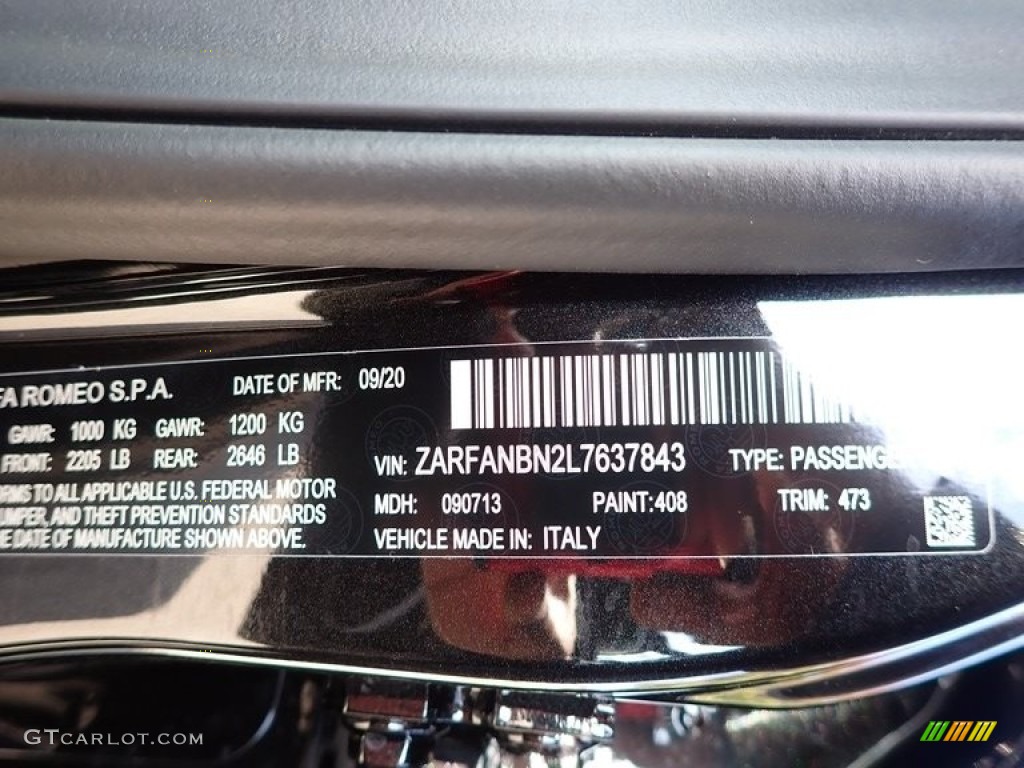 FA ROMEO S.P.A. DATE OF MFR: 09/20
GAWR: 1000 KG GAWR: 1200 KG
FRONT: 2205 LB REAR: 2646 LB
VIN: ZARFANBN2L7637843 TYPE: PASSENGE
RMS TO ALL APPLICABLE U.S. FEDERAL MOTOR
UMPER, AND THEFT PREVENTION STANDARDS
HE DATE OF MANUFACTURE SHOWN ABOVE.
MDH: 090713 PAINT:408 TRIM: 473
VEHICLE MADE IN: ITALY
GTCARLOT.COM